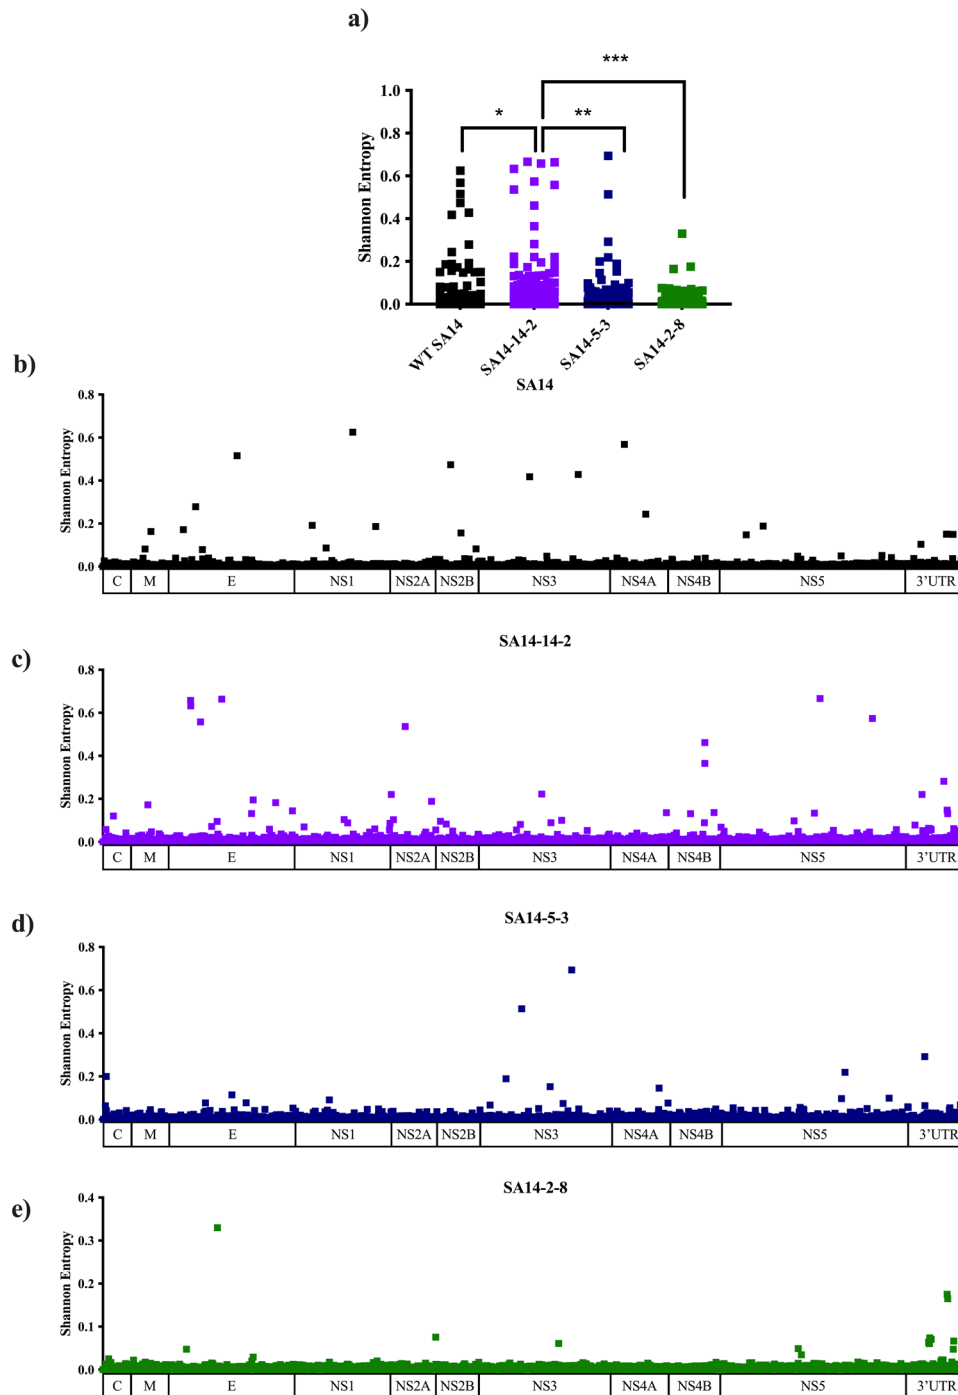 a)
***
*
**
Shannon Entropy
1.0
0.8
0.6
0.4
0.2
0.0
WT SA14
SA14-14-2
SA14-5-3
SA14-2-8
b)
SA14
Shannon Entropy
0.8
0.6
0.4
0.2
0.0
C M E NS1 NS2A NS2B NS3 NS4A NS4B NS5 3'UTR
c)
SA14-14-2
Shannon Entropy
0.8
0.6
0.4
0.2
0.0
C M E NS1 NS2A NS2B NS3 NS4A NS4B NS5 3'UTR
d)
SA14-5-3
Shannon Entropy
0.8
0.6
0.4
0.2
0.0
C M E NS1 NS2A NS2B NS3 NS4A NS4B NS5 3'UTR
e)
SA14-2-8
Shannon Entropy
0.4
0.3
0.2
0.1
0.0
C M E NS1 NS2A NS2B NS3 NS4A NS4B NS5 3'UTR